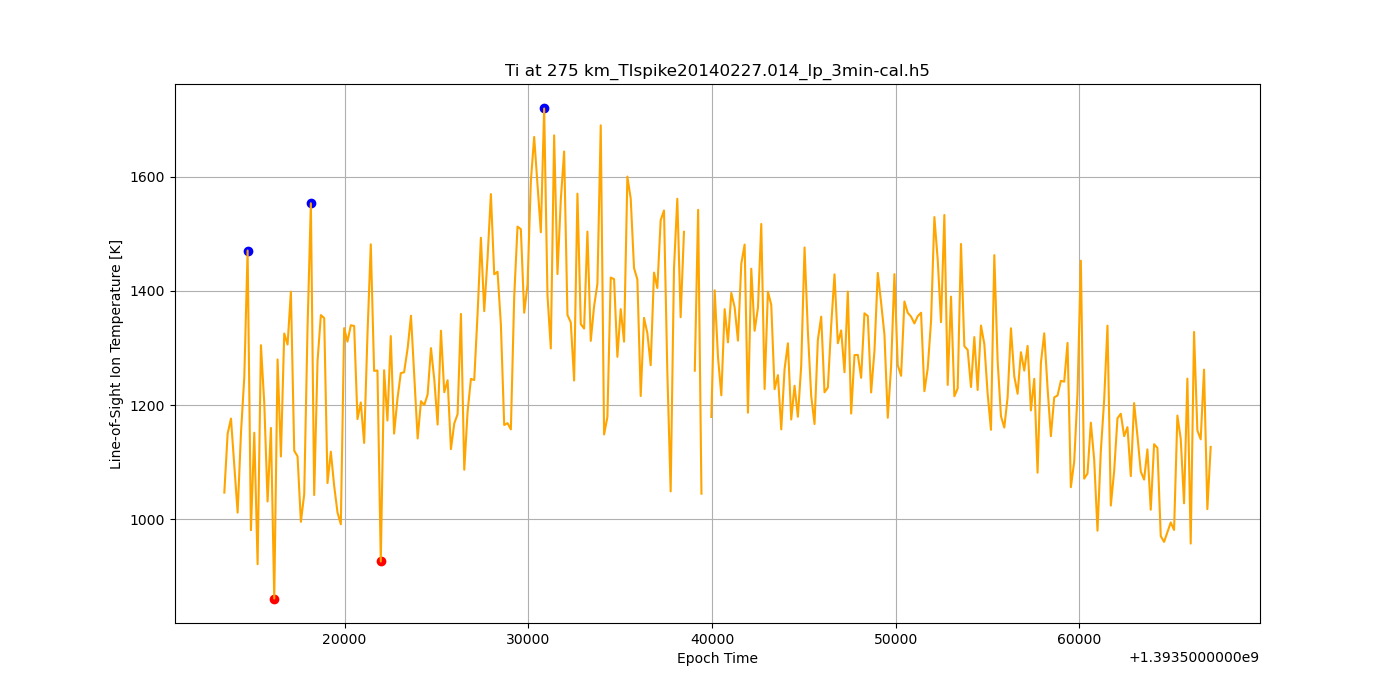 Ti at 275 km_TIspike20140227.014_lp_3min-cal.h5
Line-of-Sight Ion Temperature [K]
1600
1400
1200
1000
20000 30000 40000 50000 60000
Epoch Time
+1.3935000000e9